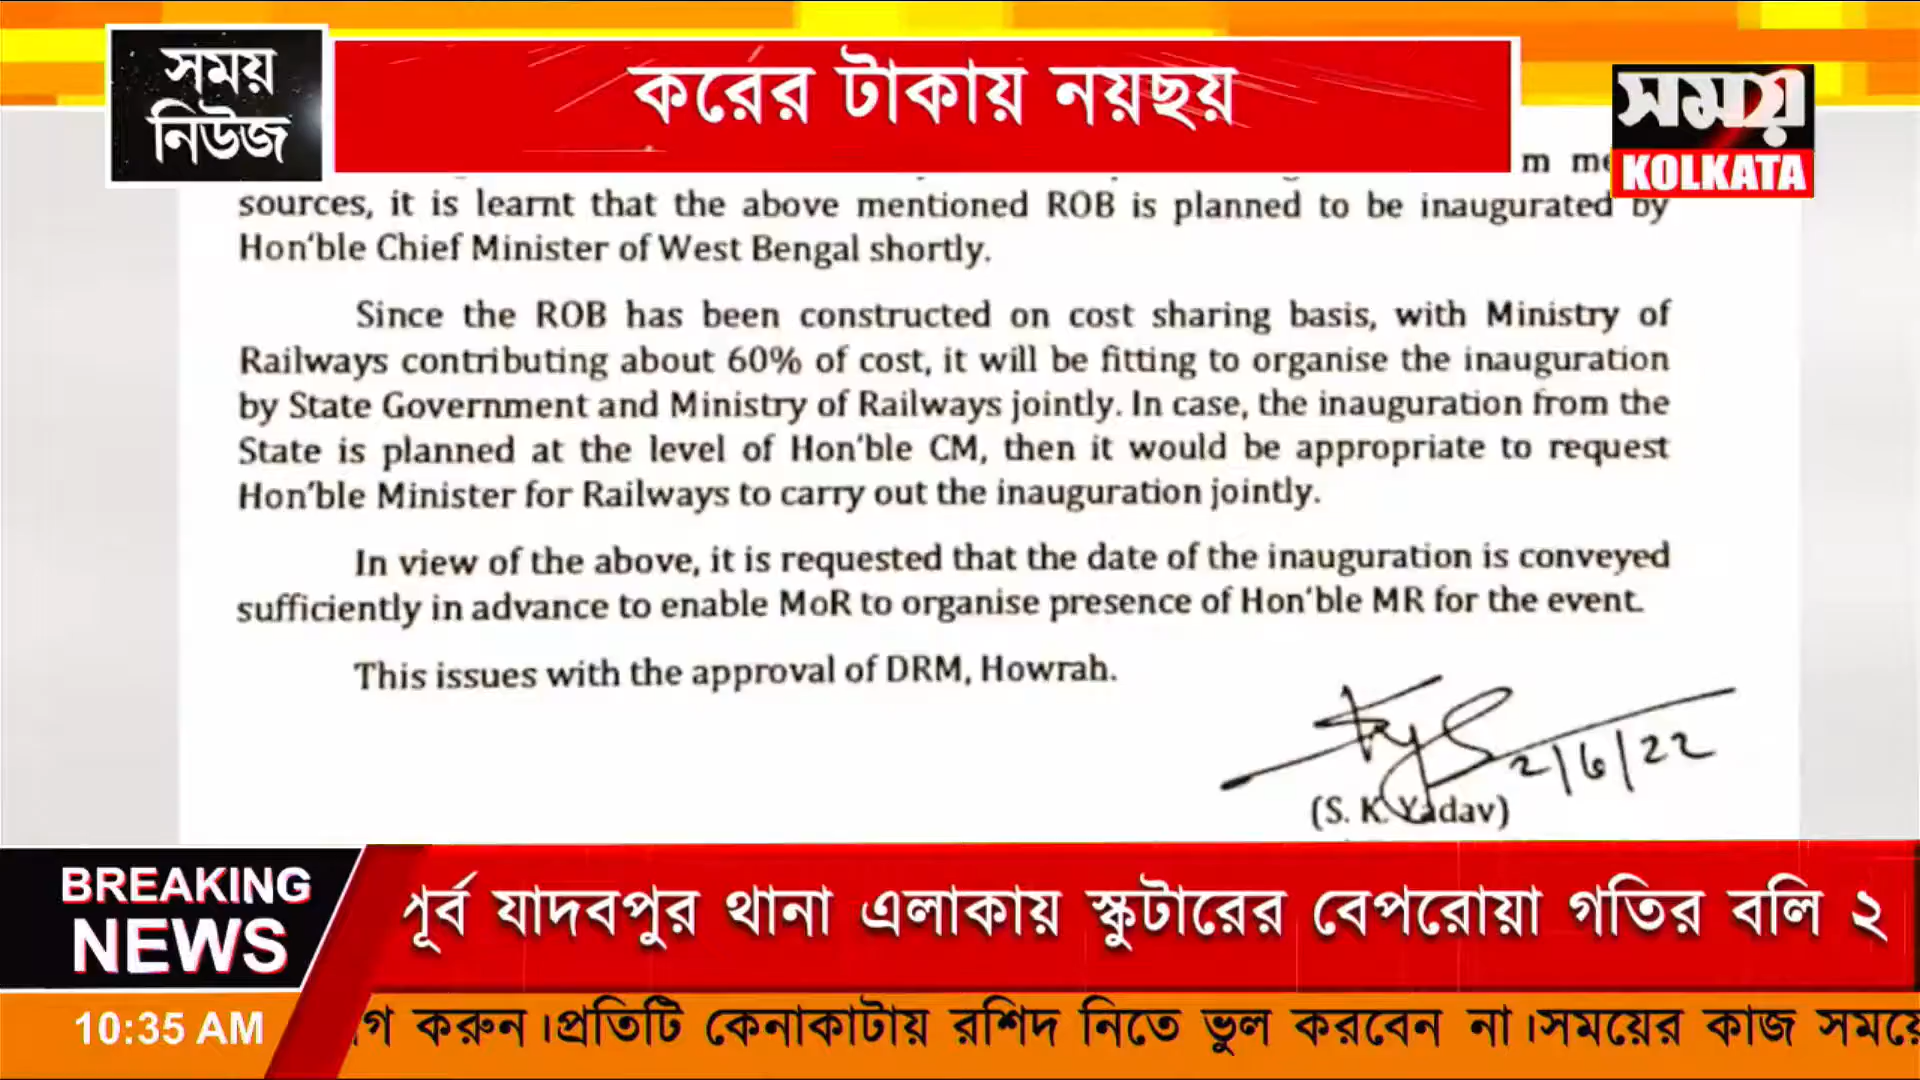 সময়
নিউজ
করের টাকায় নয়ছয়
সময়
KOLKATA
sources, it is learnt that the above mentioned ROB is planned to be inaugurated by
Hon'ble Chief Minister of West Bengal shortly.
Since the ROB has been constructed on cost sharing basis, with Ministry of
Railways contributing about 60% of cost, it will be fitting to organise the inauguration
by State Government and Ministry of Railways jointly. In case, the inauguration from the
State is planned at the level of Hon'ble CM, then it would be appropriate to request
Hon'ble Minister for Railways to carry out the inauguration jointly.
In view of the above, it is requested that the date of the inauguration is conveyed
sufficiently in advance to enable MoR to organise presence of Hon'ble MR for the event.
This issues with the approval of DRM, Howrah.
2/6/22
(S. K. Yadav)
BREAKING
NEWS
পূর্ব যাদবপুর থানা এলাকায় স্কুটারের বেপরোয়া গতির বলি ২
10:35 AM
গ করুন।প্রতিটি কেনাকাটায় রশিদ নিতে ভুল করবেন না।সময়ের কাজ সময়ে